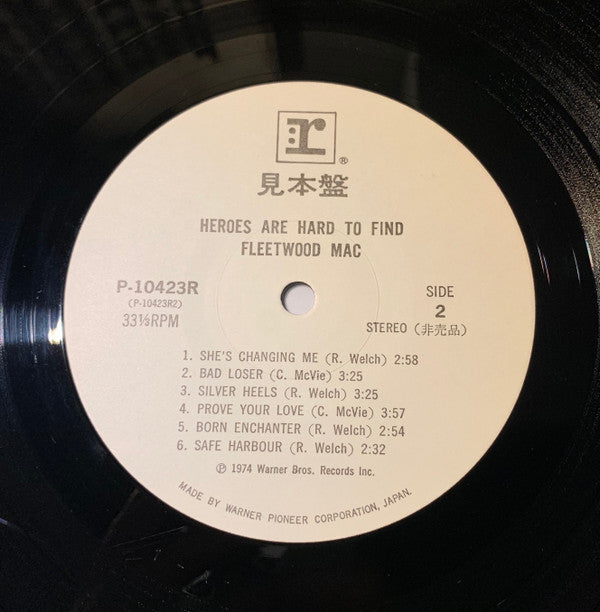 :r
®
見本盤
HEROES ARE HARD TO FIND
FLEETWOOD MAC
P-10423R
(P-10423R2)
33⅓RPM
SIDE
2
STEREO (非売品)
1. SHE'S CHANGING ME (R. Welch) 2:58
2. BAD LOSER (C. McVie) 3:25
3. SILVER HEELS (R. Welch) 3:25
4. PROVE YOUR LOVE (C. McVie) 3:57
5. BORN ENCHANTER (R. Welch) 2:54
6. SAFE HARBOUR (R. Welch) 2:32
℗ 1974 Warner Bros. Records Inc.
MADE BY WARNER PIONEER CORPORATION, JAPAN.